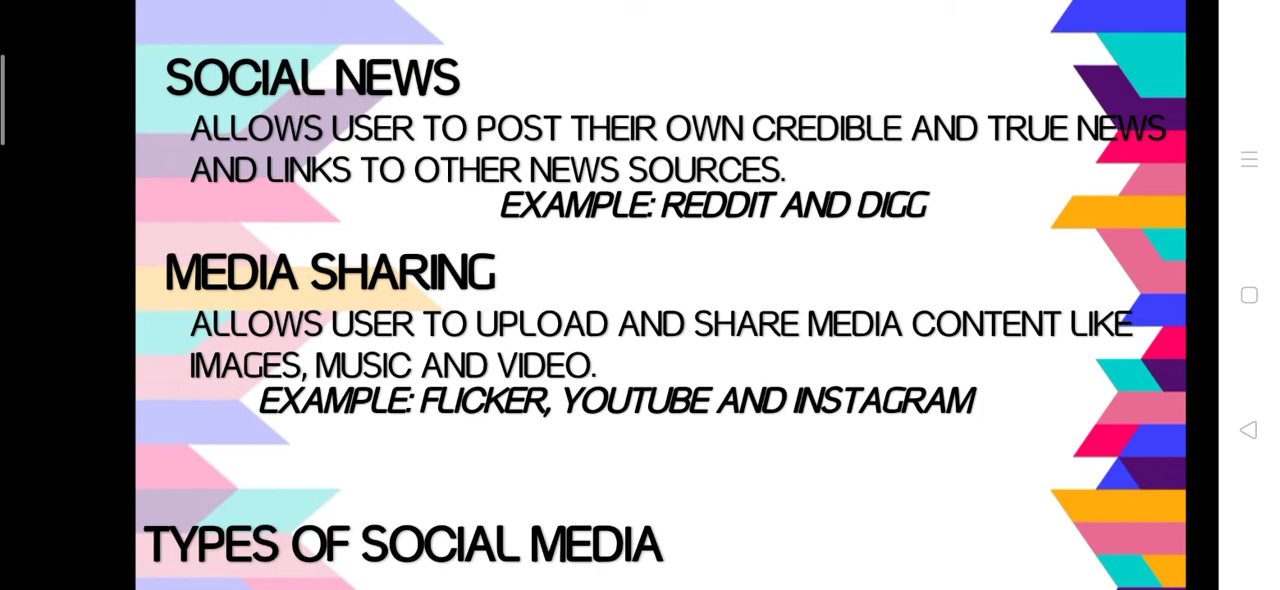 SOCIAL NEWS
ALLOWS USER TO POST THEIR OWN CREDIBLE AND TRUE NEWS
AND LINKS TO OTHER NEWS SOURCES.
EXAMPLE: REDDIT AND DIGG
MEDIA SHARING
ALLOWS USER TO UPLOAD AND SHARE MEDIA CONTENT LIKE
IMAGES, MUSIC AND VIDEO.
EXAMPLE: FLICKER, YOUTUBE AND INSTAGRAM
TYPES OF SOCIAL MEDIA